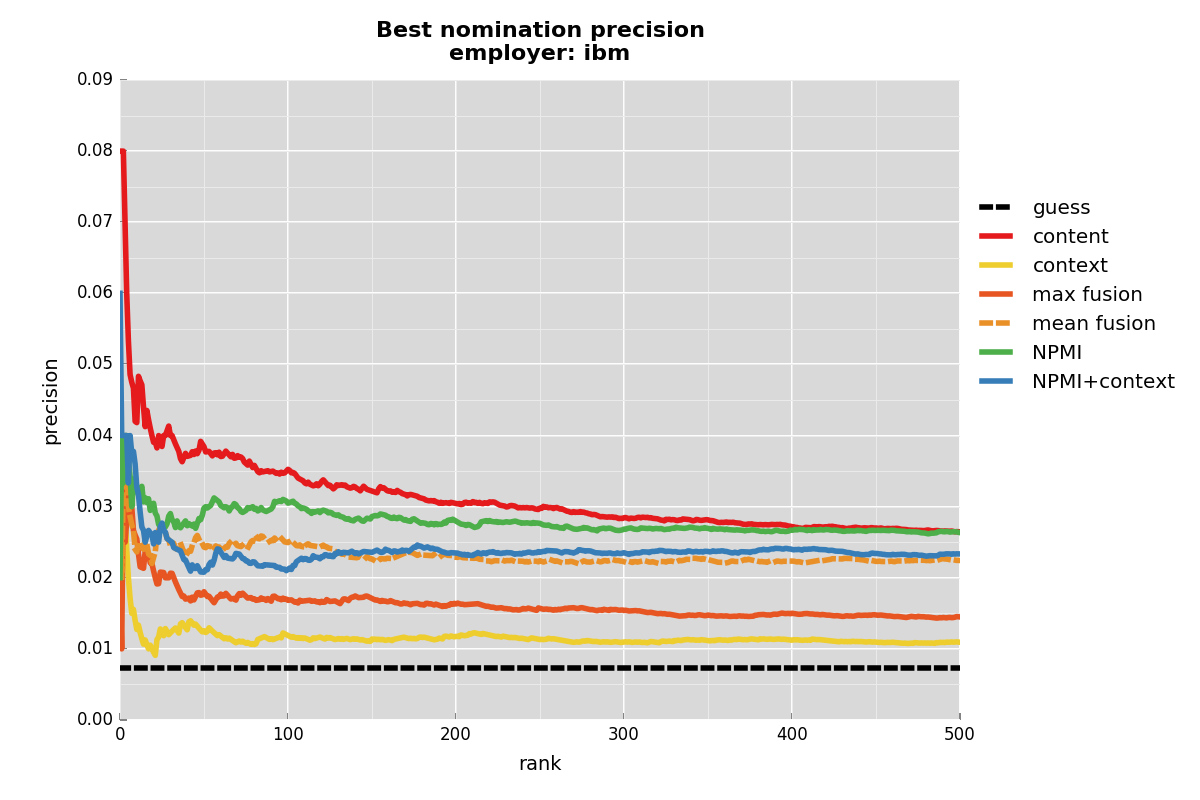 Best nomination precision
employer: ibm
0.09
0.08
0.07
0.06
0.05
0.04
0.03
0.02
0.01
0.00
precision
0
100
200
300
400
500
rank
guess
content
context
max fusion
mean fusion
NPMI
NPMI+context